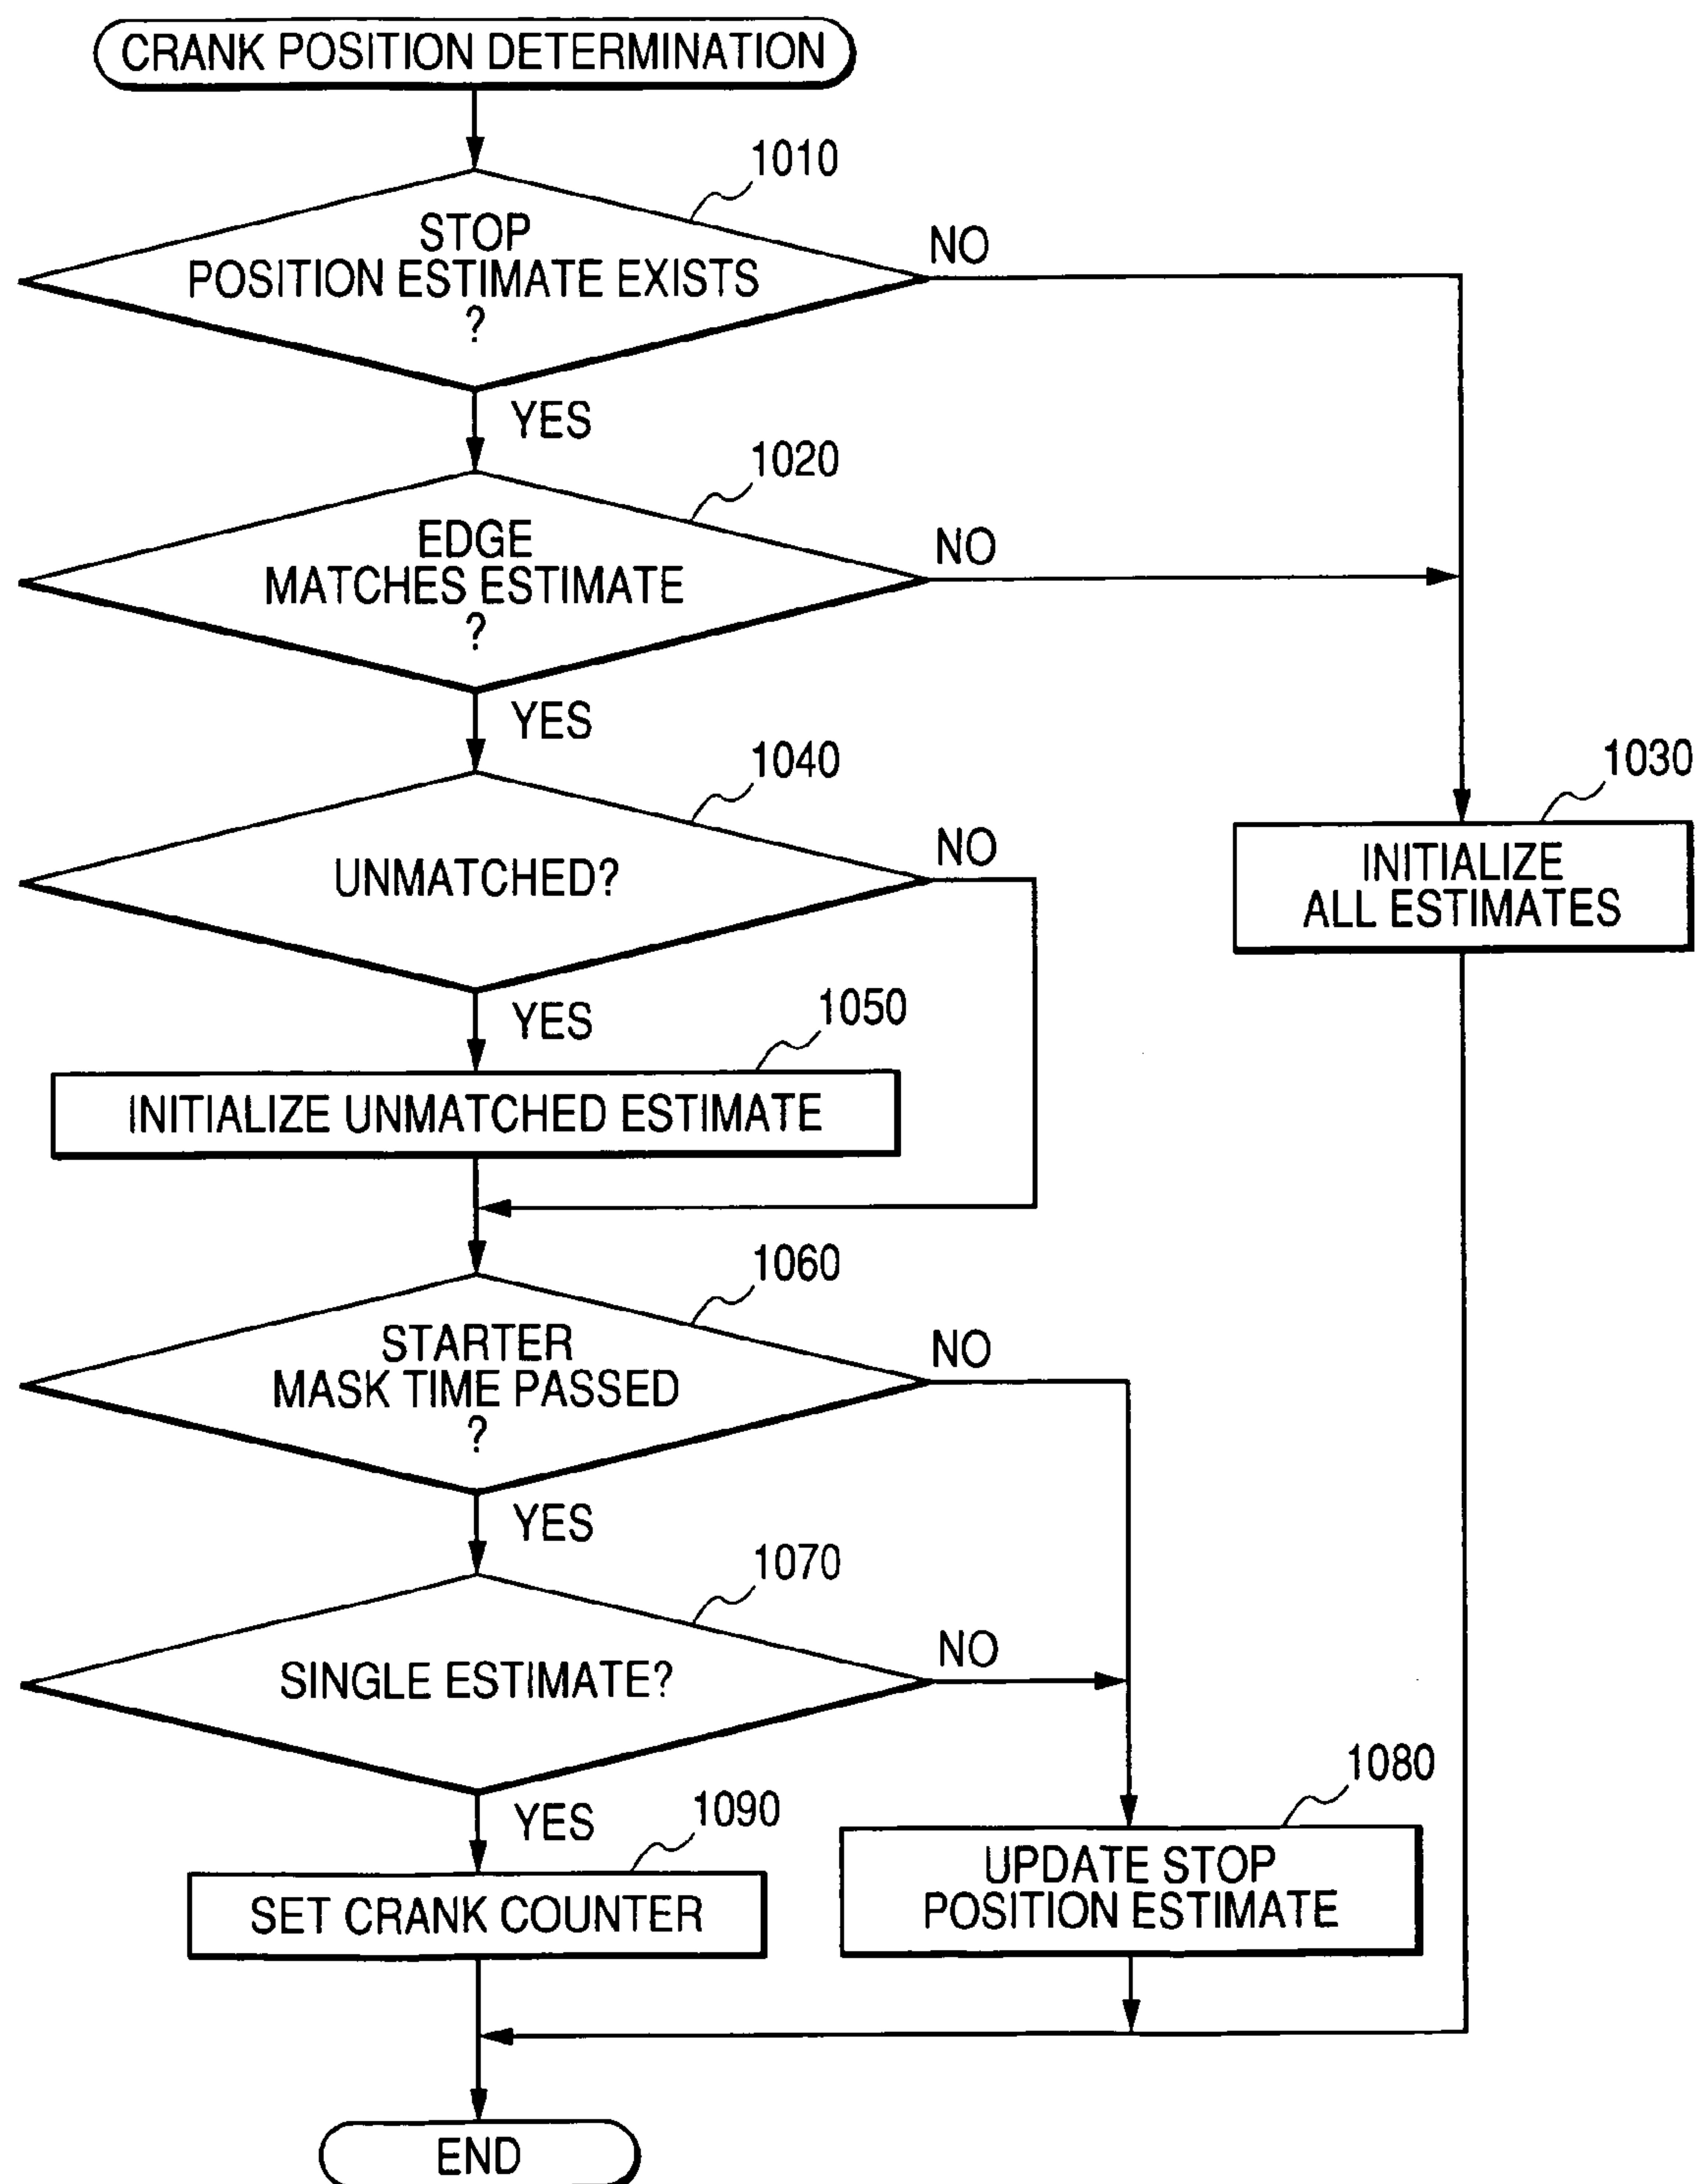 CRANK POSITION DETERMINATION
1010
STOP
POSITION ESTIMATE EXISTS
?
NO
YES
1020
EDGE
MATCHES ESTIMATE
?
NO
YES
1040
UNMATCHED?
NO
1030
INITIALIZE
ALL ESTIMATES
YES
1050
INITIALIZE UNMATCHED ESTIMATE
1060
STARTER
MASK TIME PASSED
?
NO
YES
1070
SINGLE ESTIMATE?
NO
YES
1090
SET CRANK COUNTER
1080
UPDATE STOP
POSITION ESTIMATE
END